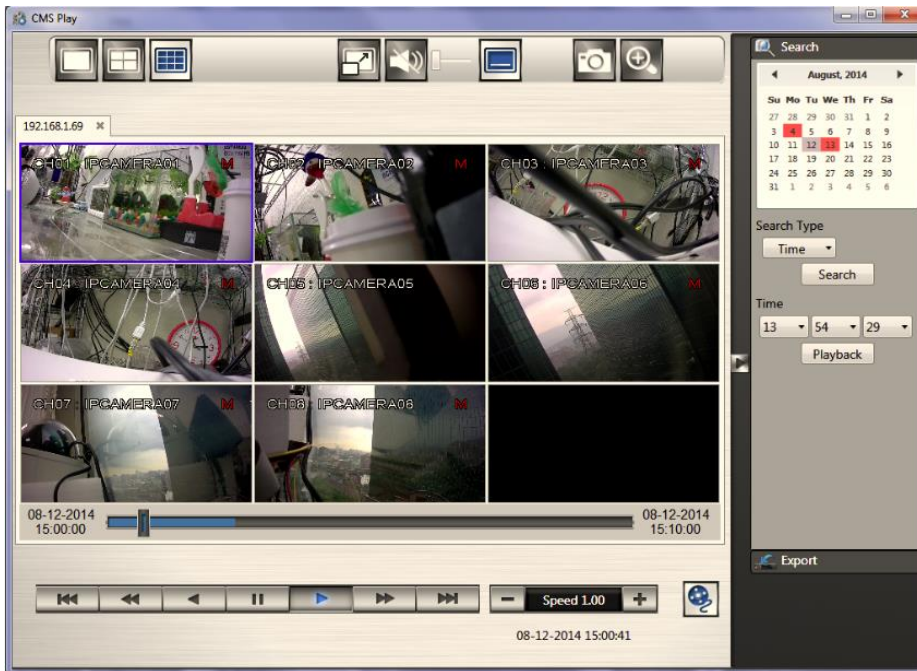 CMS Play
192.168.1.69
CH01 : IPCAMERA01 M
CH02 : IPCAMERA02 M
CH03 : IPCAMERA03 M
CH04 : IPCAMERA04 M
CH05 : IPCAMERA05
CH06 : IPCAMERA06 M
CH07 : IPCAMERA07 M
CH08 : IPCAMERA08 M
08-12-2014
15:00:00
08-12-2014
15:10:00
Speed 1.00
08-12-2014 15:00:41
Search
August, 2014
Su Mo Tu We Th Fr Sa
27 28 29 30 31 1 2
3 4 5 6 7 8 9
10 11 12 13 14 15 16
17 18 19 20 21 22 23
24 25 26 27 28 29 30
31 1 2 3 4 5 6
Search Type
Time
Search
Time
13 54 29
Playback
Export